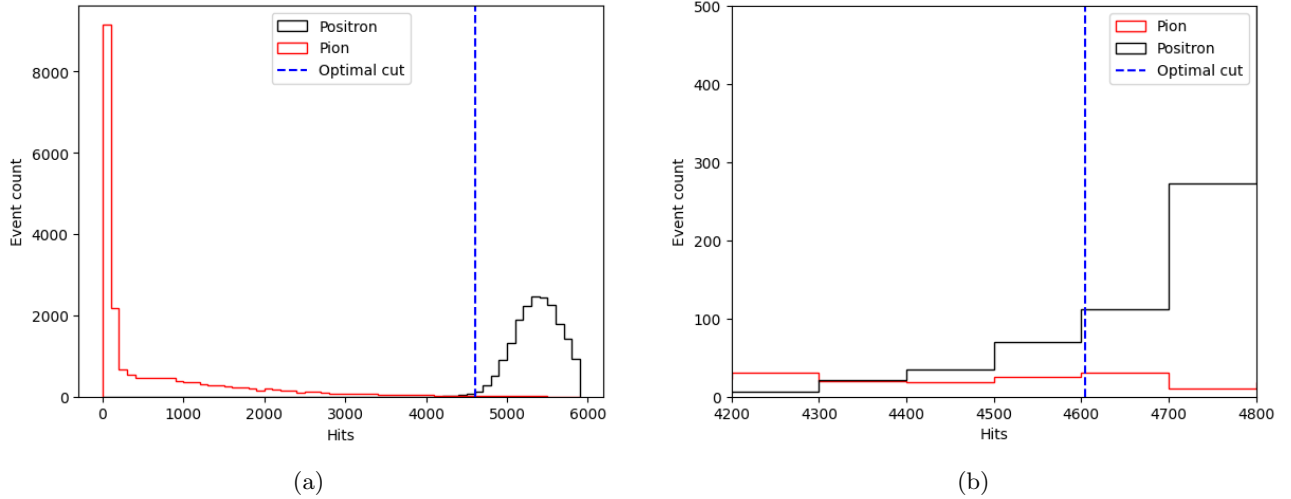 Positron
Pion
Optimal cut
Event count
8000
6000
4000
2000
0
0 1000 2000 3000 4000 5000 6000
Hits
(a)
Pion
Positron
Optimal cut
Event count
500
400
300
200
100
0
4200 4300 4400 4500 4600 4700 4800
Hits
(b)